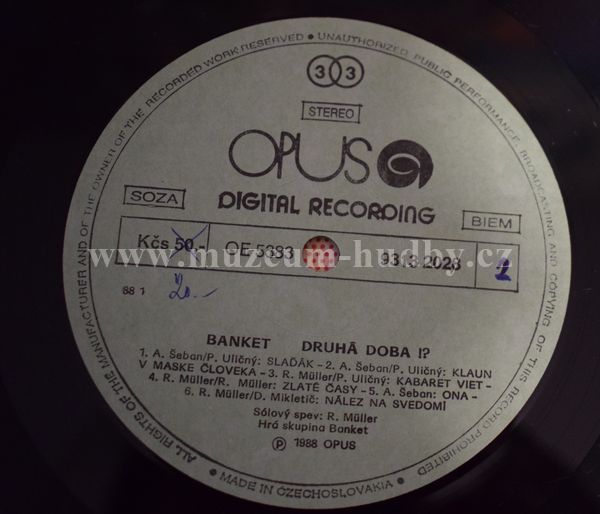 ALL RIGHTS OF THE MANUFACTURER AND OF THE OWNER OF THE RECORDED WORK RESERVED • UNAUTHORIZED PUBLIC PERFORMANCE, BROADCASTING AND COPYING OF THIS RECORD PROHIBITED
• MADE IN CZECHOSLOVAKIA •
33
STEREO
OPUS
SOZA DIGITAL RECORDING BIEM
Kčs 50,- OE-5383 9313 2028 2
88 1 20.-
www.muzeum-hudby.cz
BANKET DRUHÁ DOBA !?
1. A. Šeban/P. Uličný: SLAĎÁK – 2. A. Šeban/P. Uličný: KLAUN
V MASKE ČLOVEKA – 3. R. Müller/P. Uličný: KABARET VIET –
– 4. R. Müller/R. Müller: ZLATÉ ČASY – 5. A. Šeban: ONA –
6. R. Müller/D. Mikletič: NÁLEZ NA SVEDOMÍ
Sólový spev: R. Müller
Hrá skupina Banket
Ⓟ 1988 OPUS